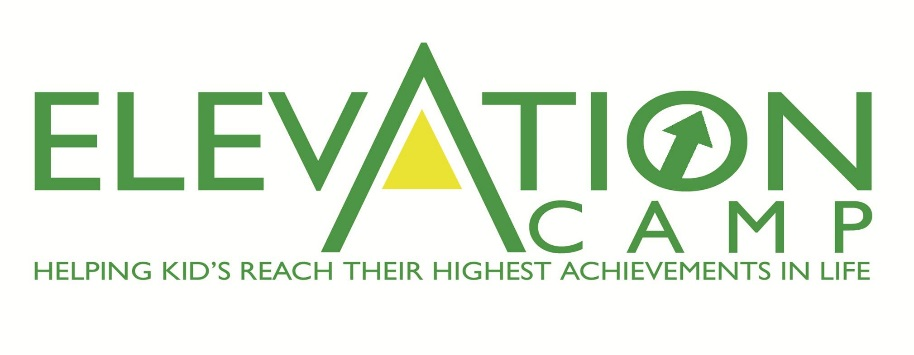 ELEVATION
CAMP
HELPING KID'S REACH THEIR HIGHEST ACHIEVEMENTS IN LIFE